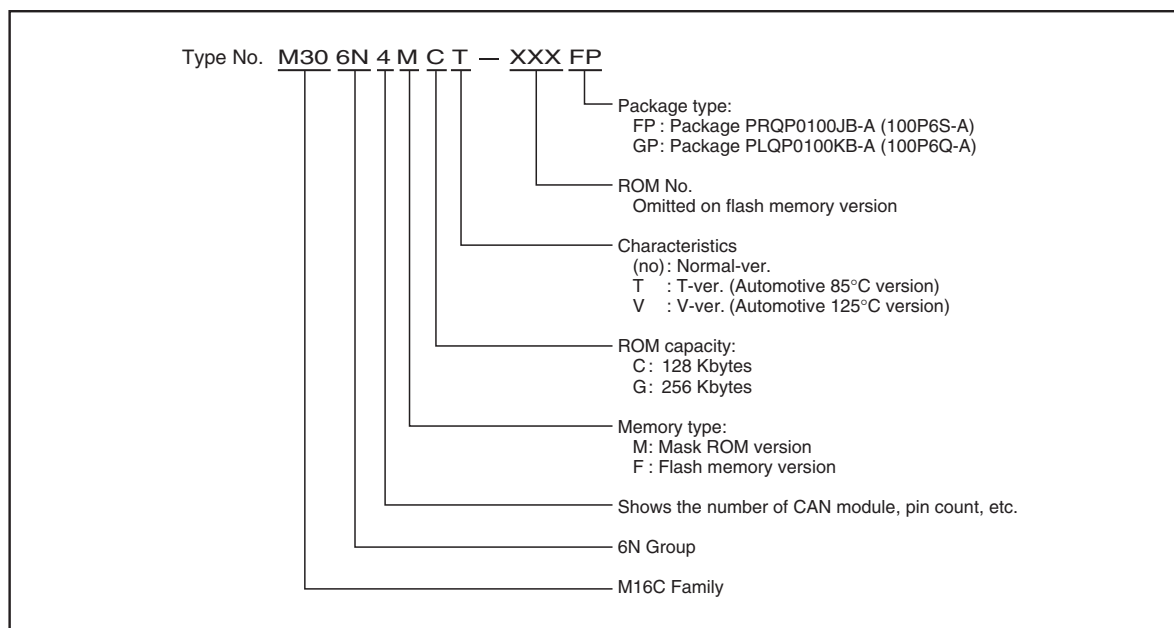 Type No. M30 6N 4 M C T — XXX FP
Package type:
FP : Package PRQP0100JB-A (100P6S-A)
GP: Package PLQP0100KB-A (100P6Q-A)
ROM No.
Omitted on flash memory version
Characteristics
(no): Normal-ver.
T : T-ver. (Automotive 85°C version)
V : V-ver. (Automotive 125°C version)
ROM capacity:
C: 128 Kbytes
G: 256 Kbytes
Memory type:
M: Mask ROM version
F : Flash memory version
Shows the number of CAN module, pin count, etc.
6N Group
M16C Family